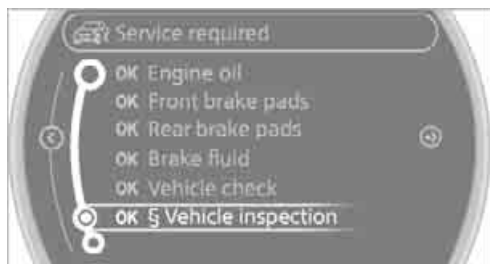 Service required
OK Engine oil
OK Front brake pads
OK Rear brake pads
OK Brake fluid
OK Vehicle check
OK § Vehicle inspection